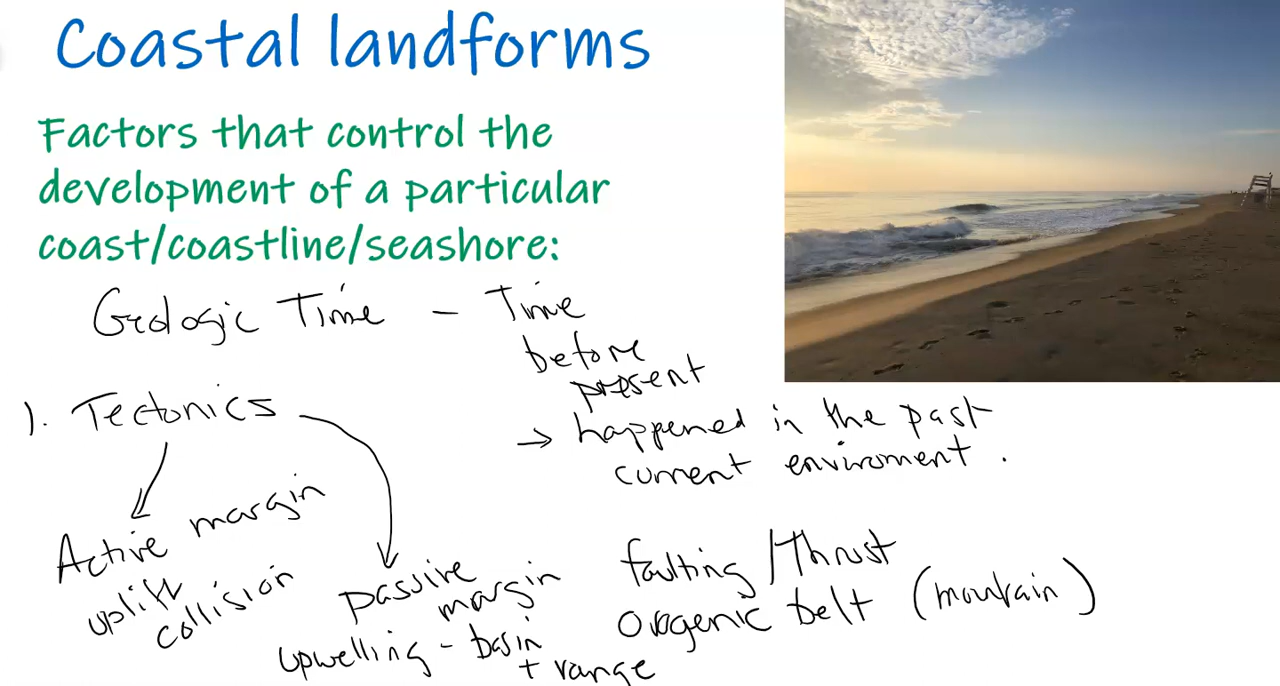 Coastal landforms
Factors that control the
development of a particular
coast/coastline/seashore:
Geologic Time – Time
before
present
1. Tectonics
→ happened in the past
current enviroment.
Active margin
uplift
collision
passive
margin
upwelling - basin
+ range
faulting / Thrust
Orogenic belt (mountain)